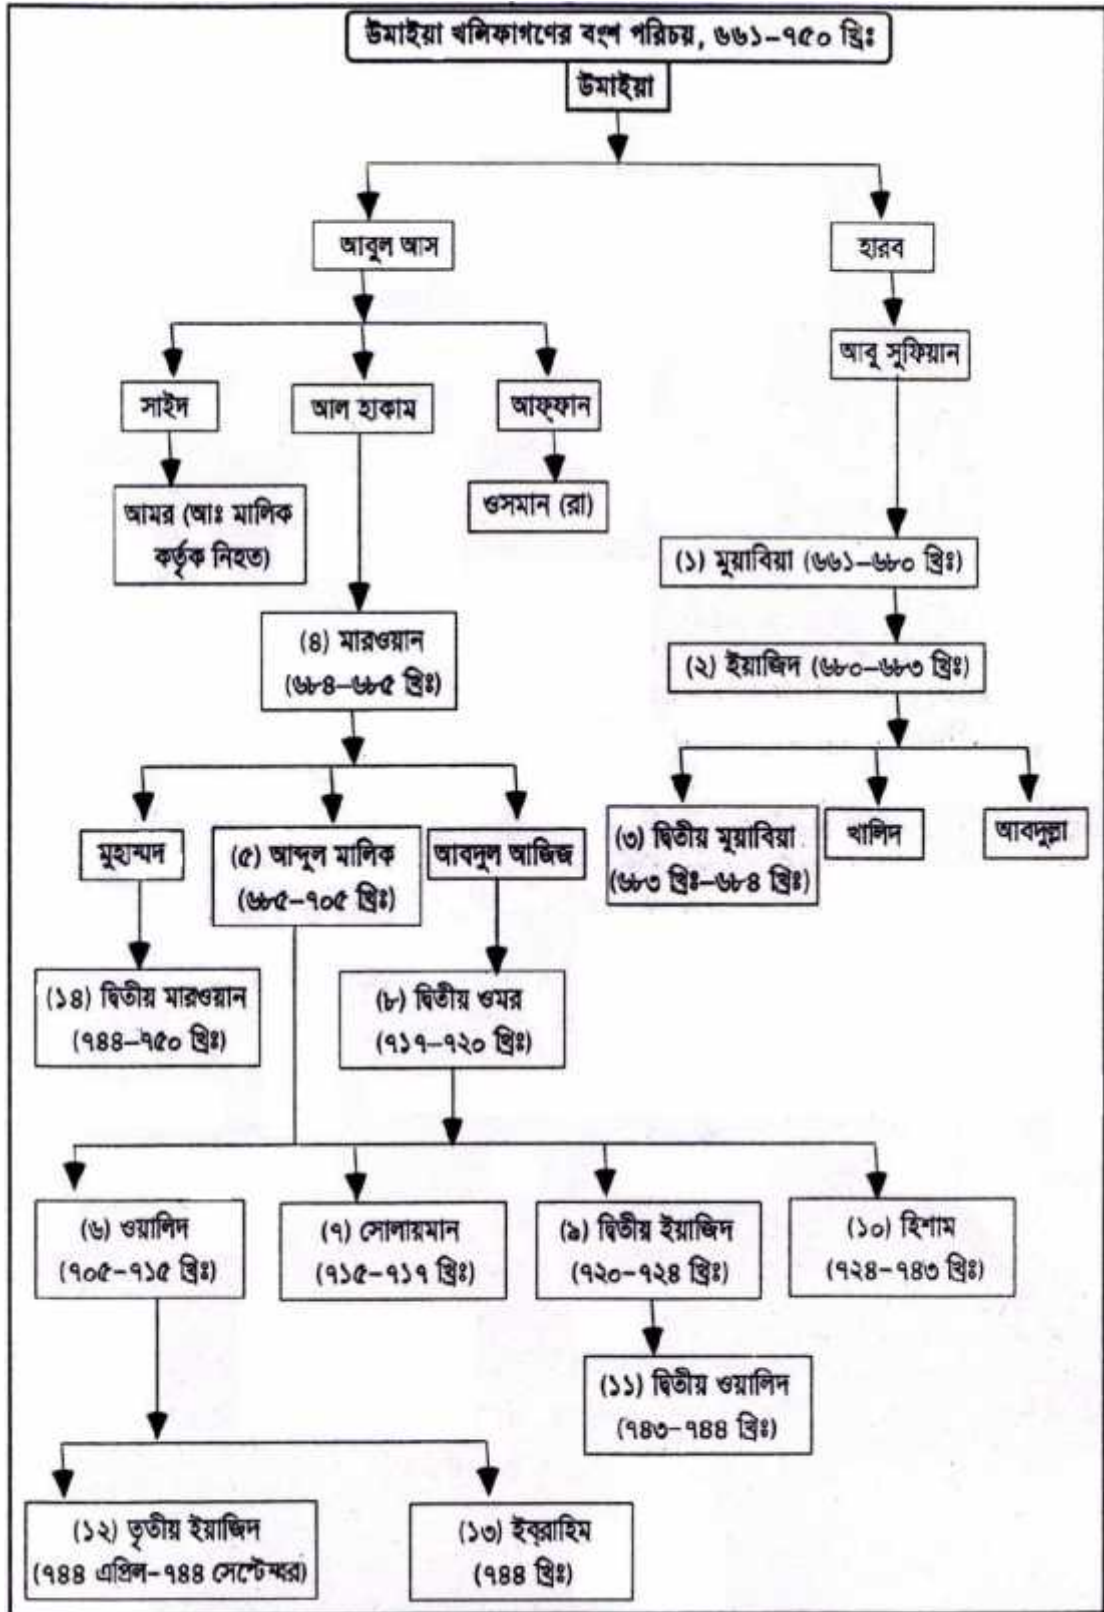 উমাইয়া খলিফাগণের বংশ পরিচয়, ৬৬১–৭৫০ খ্রিঃ
উমাইয়া
আবুল আস
হারব
আবু সুফিয়ান
সাইদ
আল হাকাম
আফ্ফান
আমর (আঃ মালিক
কর্তৃক নিহত)
ওসমান (রা)
(১) মুয়াবিয়া (৬৬১–৬৮০ খ্রিঃ)
(৪) মারওয়ান
(৬৮৪–৬৮৫ খ্রিঃ)
(২) ইয়াজিদ (৬৮০–৬৮৩ খ্রিঃ)
মুহাম্মদ
(৫) আব্দুল মালিক
(৬৮৫–৭০৫ খ্রিঃ)
আবদুল আজিজ
(৩) দ্বিতীয় মুয়াবিয়া
(৬৮৩ খ্রিঃ–৬৮৪ খ্রিঃ)
খালিদ
আবদুল্লা
(১৪) দ্বিতীয় মারওয়ান
(৭৪৪–৭৫০ খ্রিঃ)
(৮) দ্বিতীয় ওমর
(৭১৭–৭২০ খ্রিঃ)
(৬) ওয়ালিদ
(৭০৫–৭১৫ খ্রিঃ)
(৭) সোলায়মান
(৭১৫–৭১৭ খ্রিঃ)
(৯) দ্বিতীয় ইয়াজিদ
(৭২০–৭২৪ খ্রিঃ)
(১০) হিশাম
(৭২৪–৭৪৩ খ্রিঃ)
(১১) দ্বিতীয় ওয়ালিদ
(৭৪৩–৭৪৪ খ্রিঃ)
(১২) তৃতীয় ইয়াজিদ
(৭৪৪ এপ্রিল–৭৪৪ সেপ্টেম্বর)
(১৩) ইব্রাহিম
(৭৪৪ খ্রিঃ)